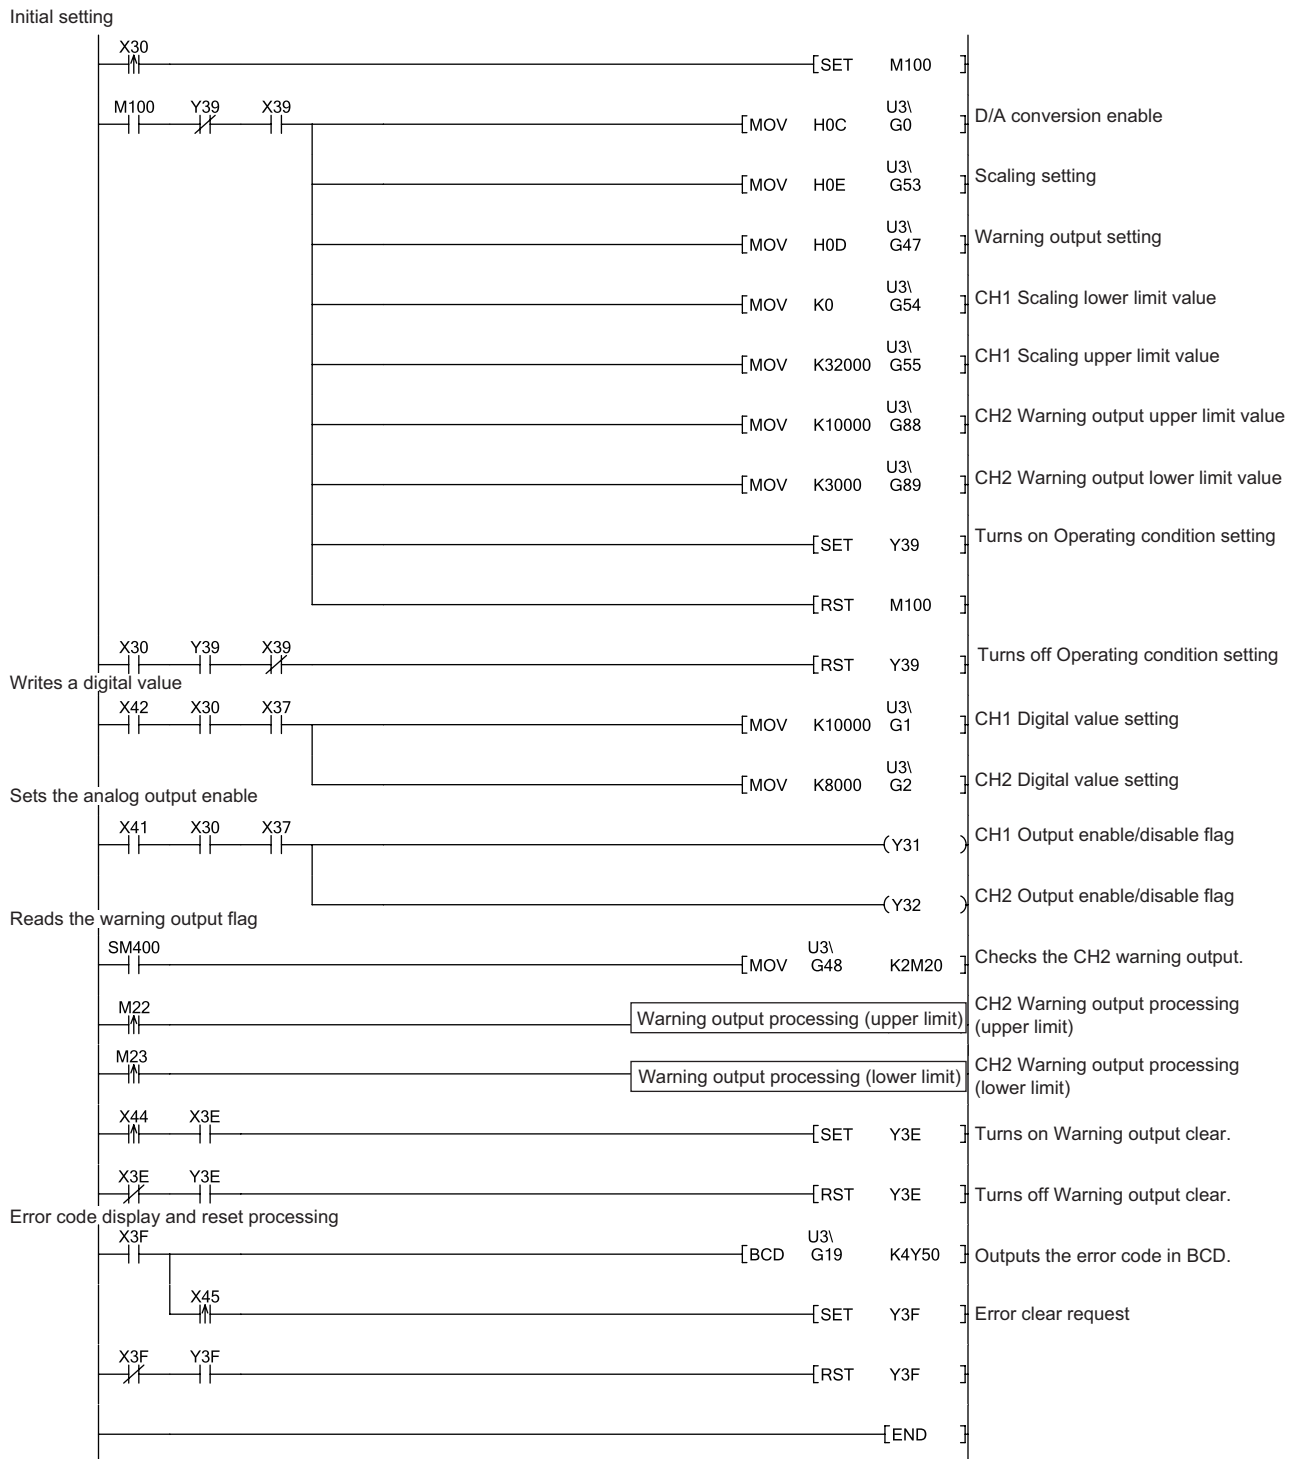 Initial setting
X30
SET M100
M100 Y39 X39
U3\
MOV H0C G0
D/A conversion enable
U3\
MOV H0E G53
Scaling setting
U3\
MOV H0D G47
Warning output setting
U3\
MOV K0 G54
CH1 Scaling lower limit value
U3\
MOV K32000 G55
CH1 Scaling upper limit value
U3\
MOV K10000 G88
CH2 Warning output upper limit value
U3\
MOV K3000 G89
CH2 Warning output lower limit value
SET Y39
Turns on Operating condition setting
RST M100
X30 Y39 X39
RST Y39
Turns off Operating condition setting
Writes a digital value
X42 X30 X37
U3\
MOV K10000 G1
CH1 Digital value setting
U3\
MOV K8000 G2
CH2 Digital value setting
Sets the analog output enable
X41 X30 X37
Y31
CH1 Output enable/disable flag
Y32
CH2 Output enable/disable flag
Reads the warning output flag
SM400
U3\
MOV G48 K2M20
Checks the CH2 warning output.
M22
Warning output processing (upper limit)
CH2 Warning output processing
(upper limit)
M23
Warning output processing (lower limit)
CH2 Warning output processing
(lower limit)
X44 X3E
SET Y3E
Turns on Warning output clear.
X3E Y3E
RST Y3E
Turns off Warning output clear.
Error code display and reset processing
X3F
U3\
BCD G19 K4Y50
Outputs the error code in BCD.
X45
SET Y3F
Error clear request
X3F Y3F
RST Y3F
END